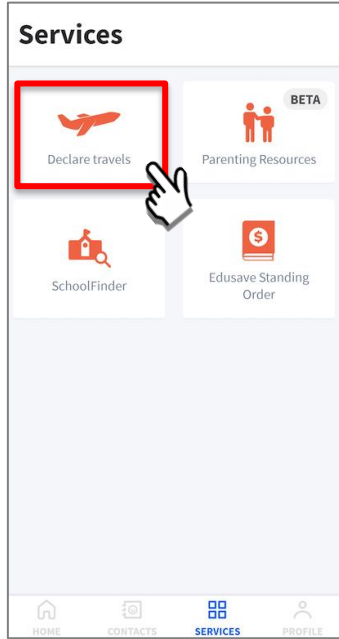 Services
BETA
Declare travels
Parenting Resources
SchoolFinder
Edusave Standing
Order
HOME
CONTACTS
SERVICES
PROFILE